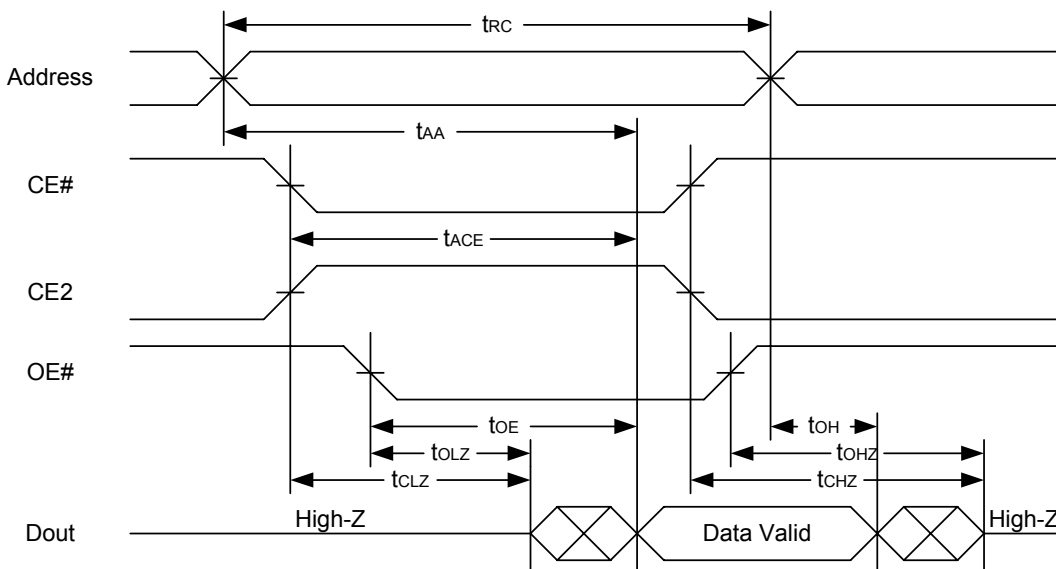 tRC
Address
tAA
CE#
tACE
CE2
OE#
tOE
tOH
tOLZ
tOHZ
tCLZ
tCHZ
High-Z
High-Z
Dout
Data Valid